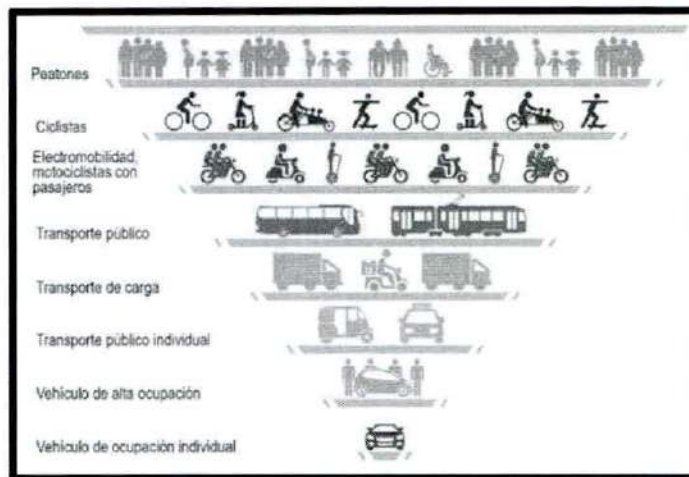 Peatones
Ciclistas
Electromobilidad,
motociclistas con
pasajeros
Transporte público
Transporte de carga
Transporte público individual
Vehículo de alta ocupación
Vehículo de ocupación individual